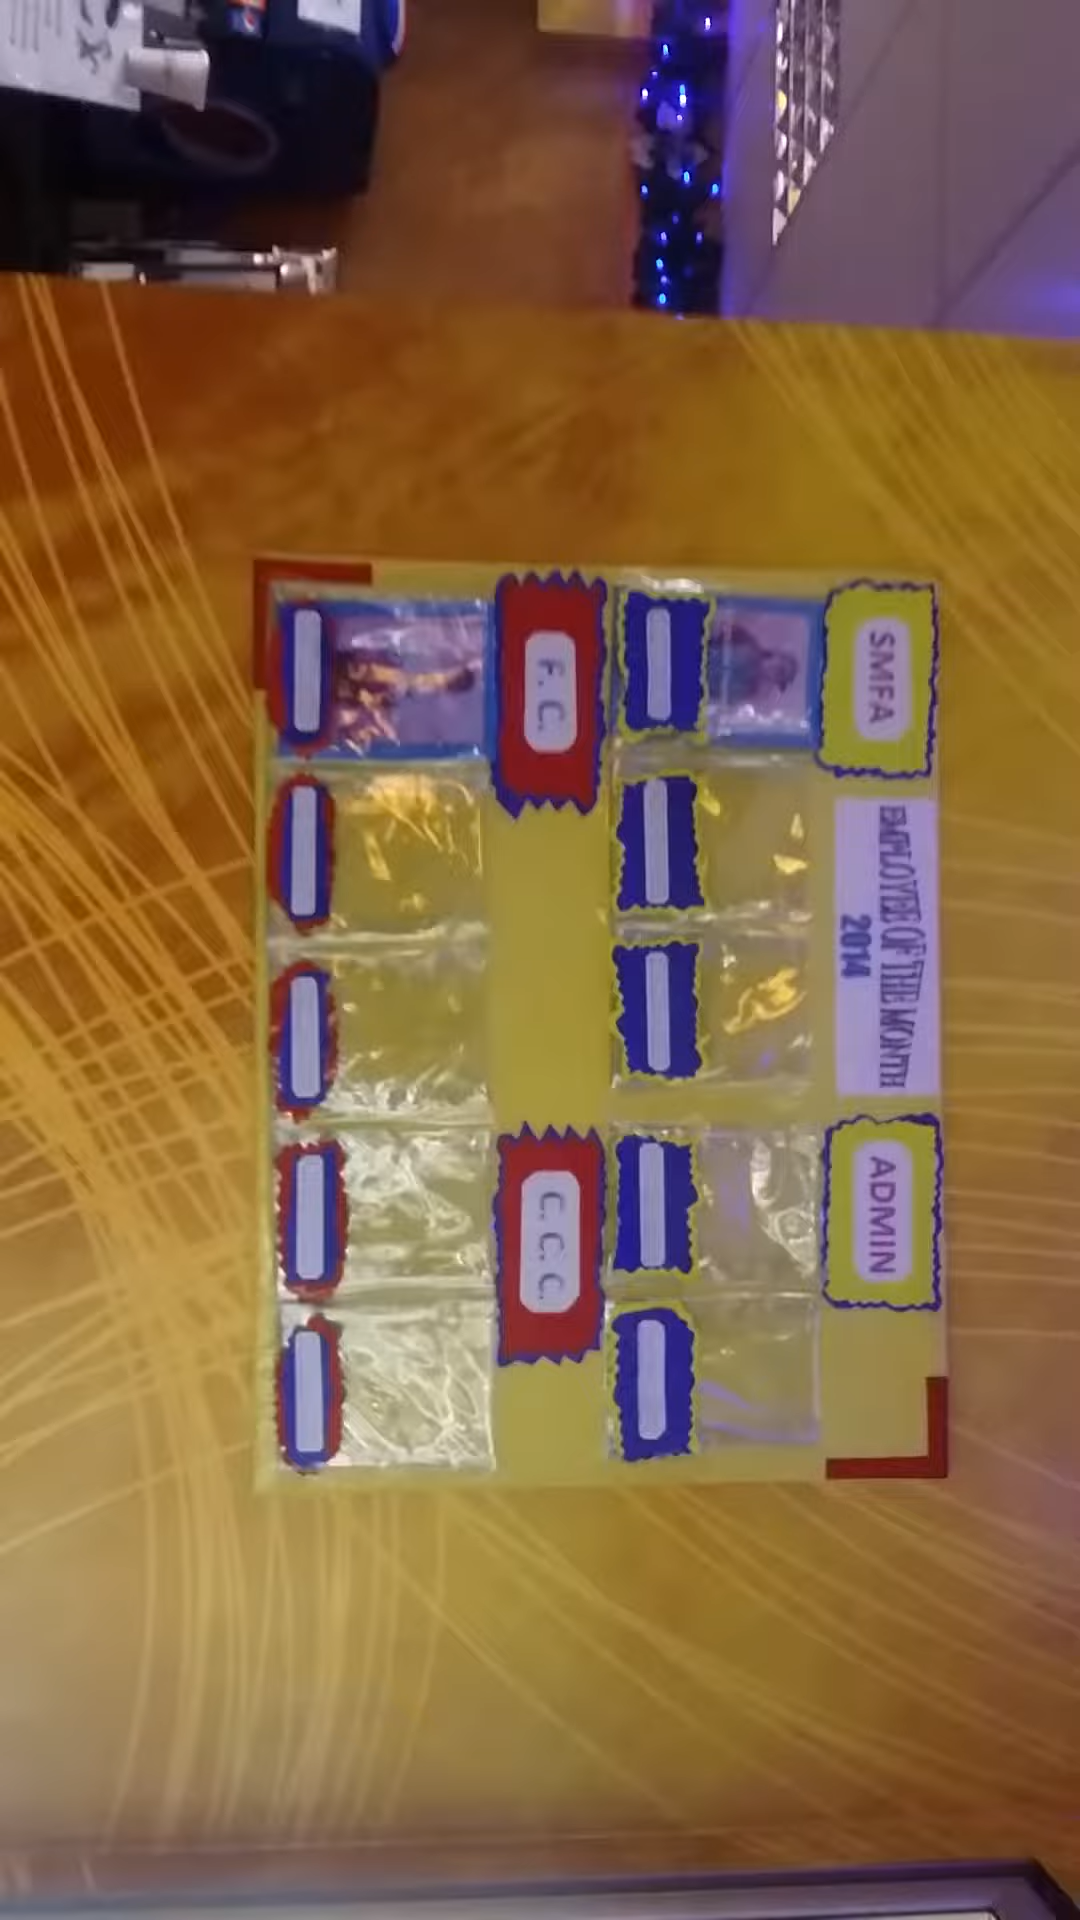 SMFA
EMPLOYEE OF THE MONTH
2014
ADMIN
F. C.
C. C. C.